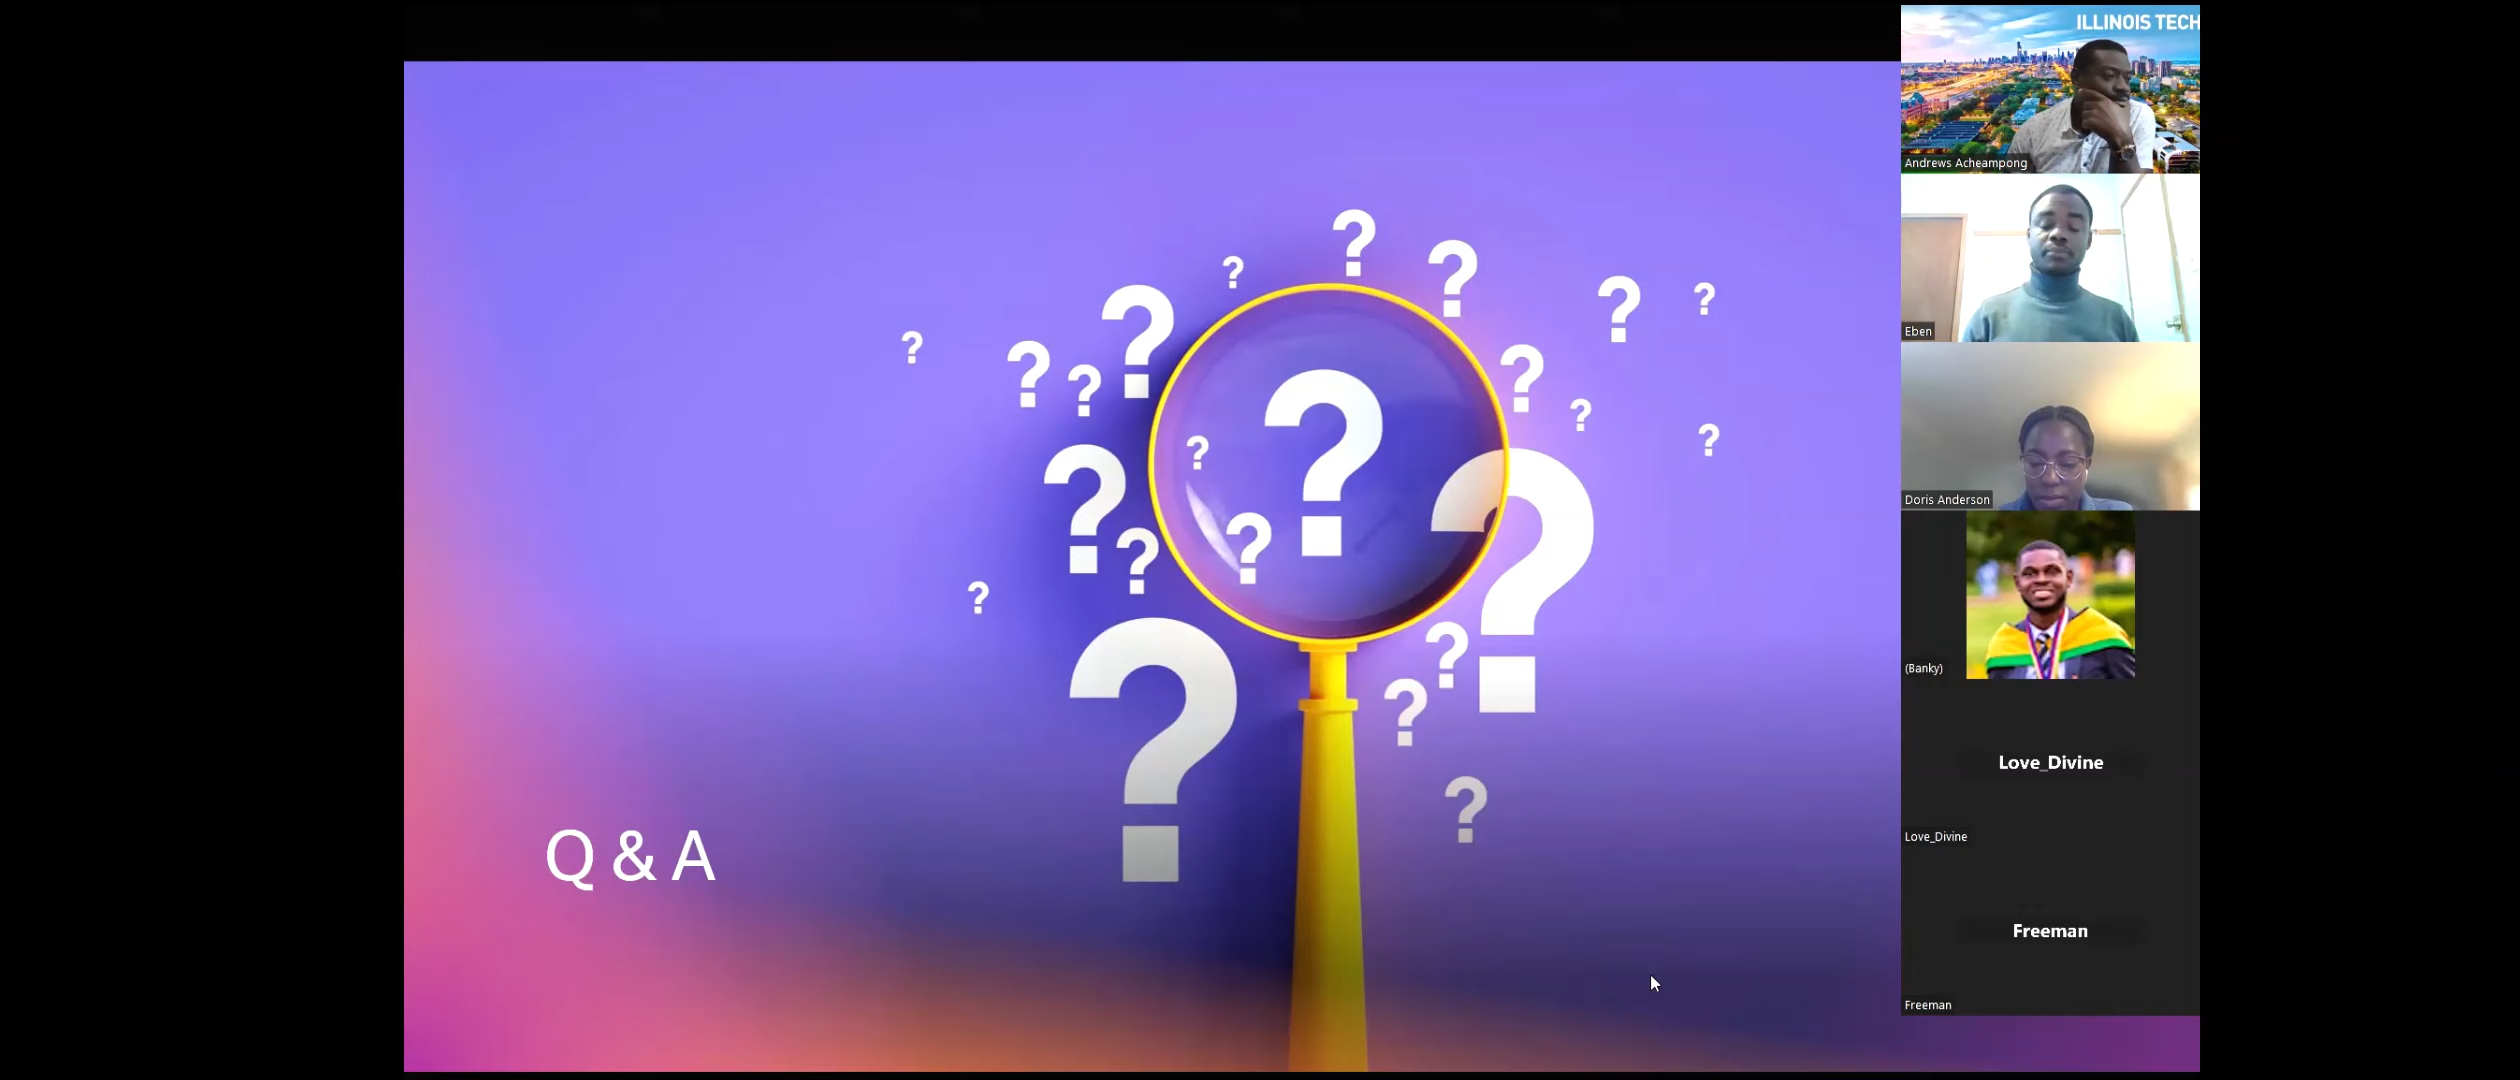 ILLINOIS TECH
Andrews Acheampong
Eben
Doris Anderson
(Banky)
Love_Divine
Love_Divine
Freeman
Freeman
? ? ? ? ? ? ? ? ? ? ? ? ? ? ? ? ? ? ? ? ? ? ? ?
Q & A